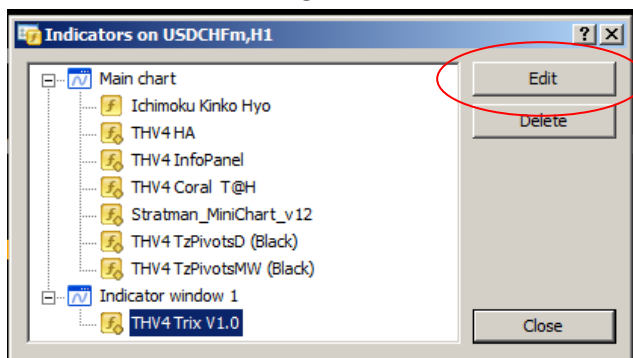 Indicators on USDCHFm,H1
Main chart
Ichimoku Kinko Hyo
THV4 HA
THV4 InfoPanel
THV4 Coral T@H
Stratman_MiniChart_v12
THV4 TzPivotsD (Black)
THV4 TzPivotsMW (Black)
Indicator window 1
THV4 Trix V1.0
Edit
Delete
Close